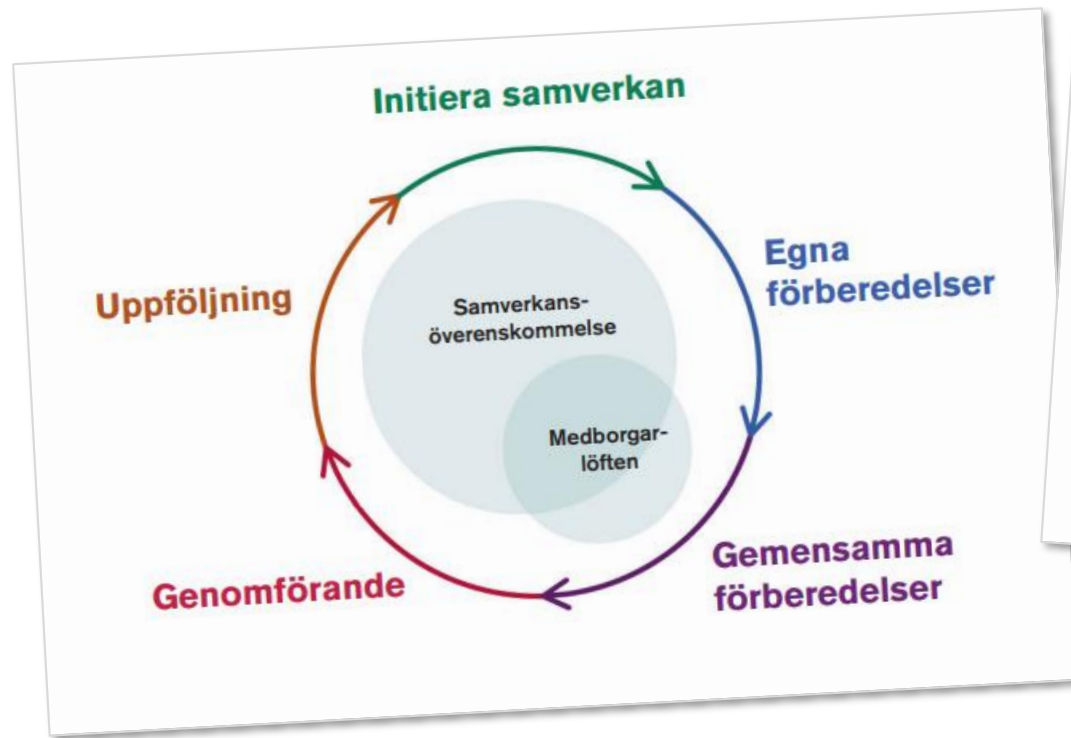 Initiera samverkan
Egna
förberedelser
Uppföljning
Samverkans-
överenskommelse
Medborgar-
löften
Gemensamma
förberedelser
Genomförande